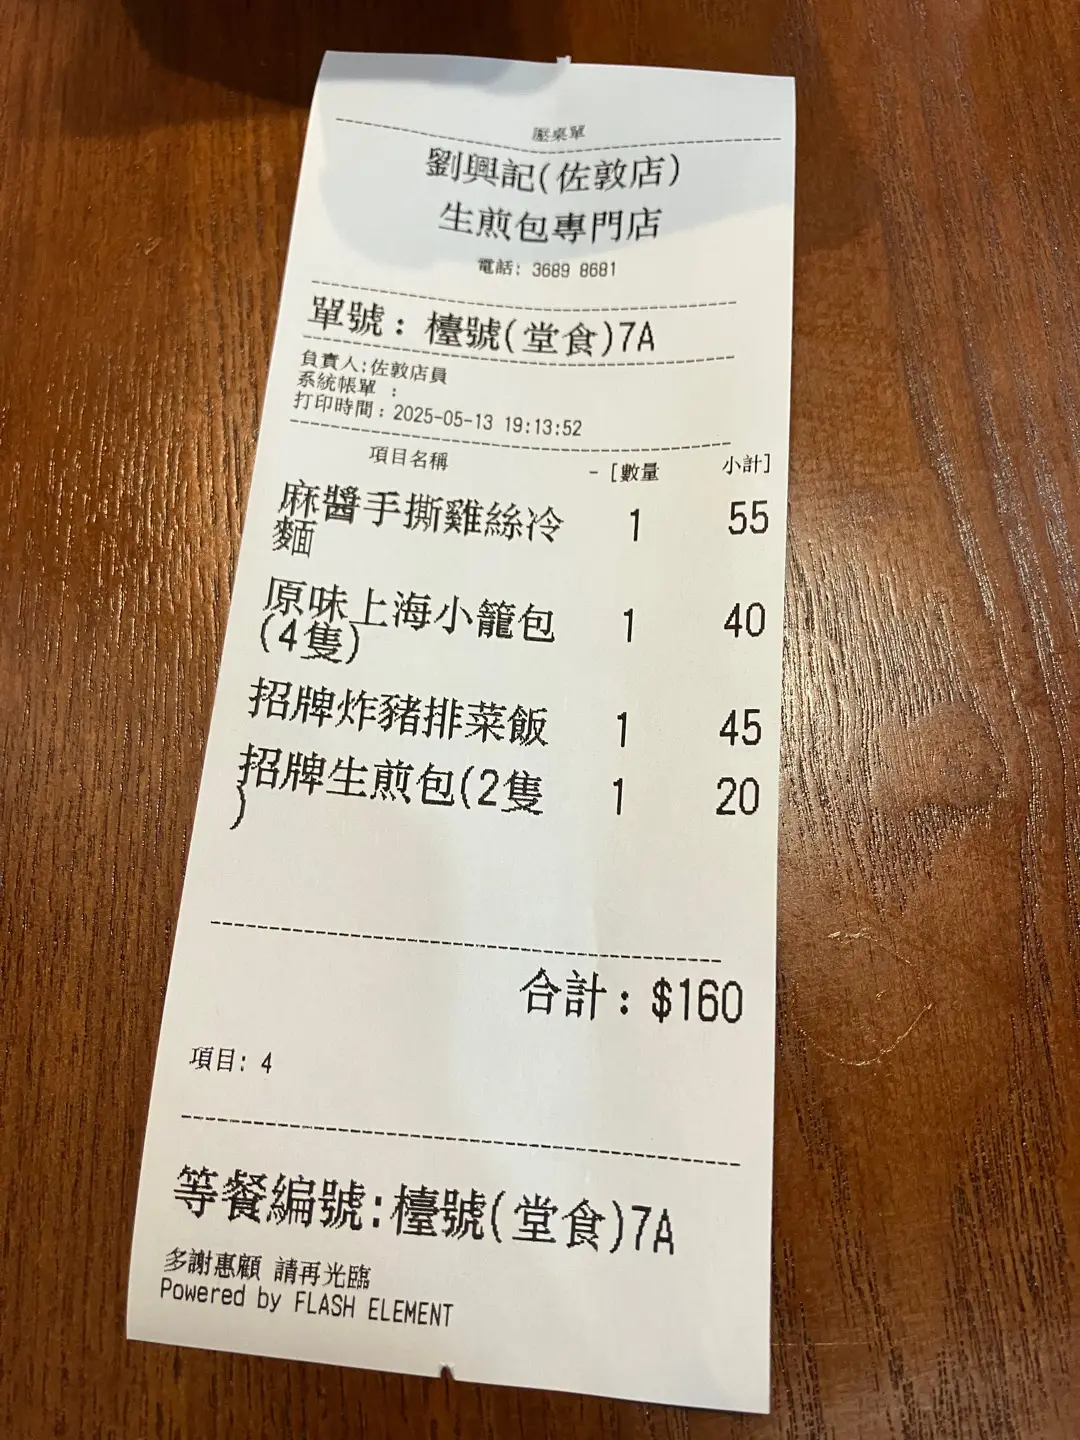 壓桌單
劉興記(佐敦店)
生煎包專門店
電話: 3689 8681
單號: 檯號(堂食)7A
負責人:佐敦店員
系統帳單 :
打印時間：2025-05-13 19:13:52
項目名稱 -[數量 小計]
麻醬手撕雞絲冷 1 55
麵
原味上海小籠包 1 40
(4隻)
招牌炸豬排菜飯 1 45
招牌生煎包(2隻 1 20
)
合計: $160
項目: 4
等餐編號:檯號(堂食)7A
多謝惠顧 請再光臨
Powered by FLASH ELEMENT